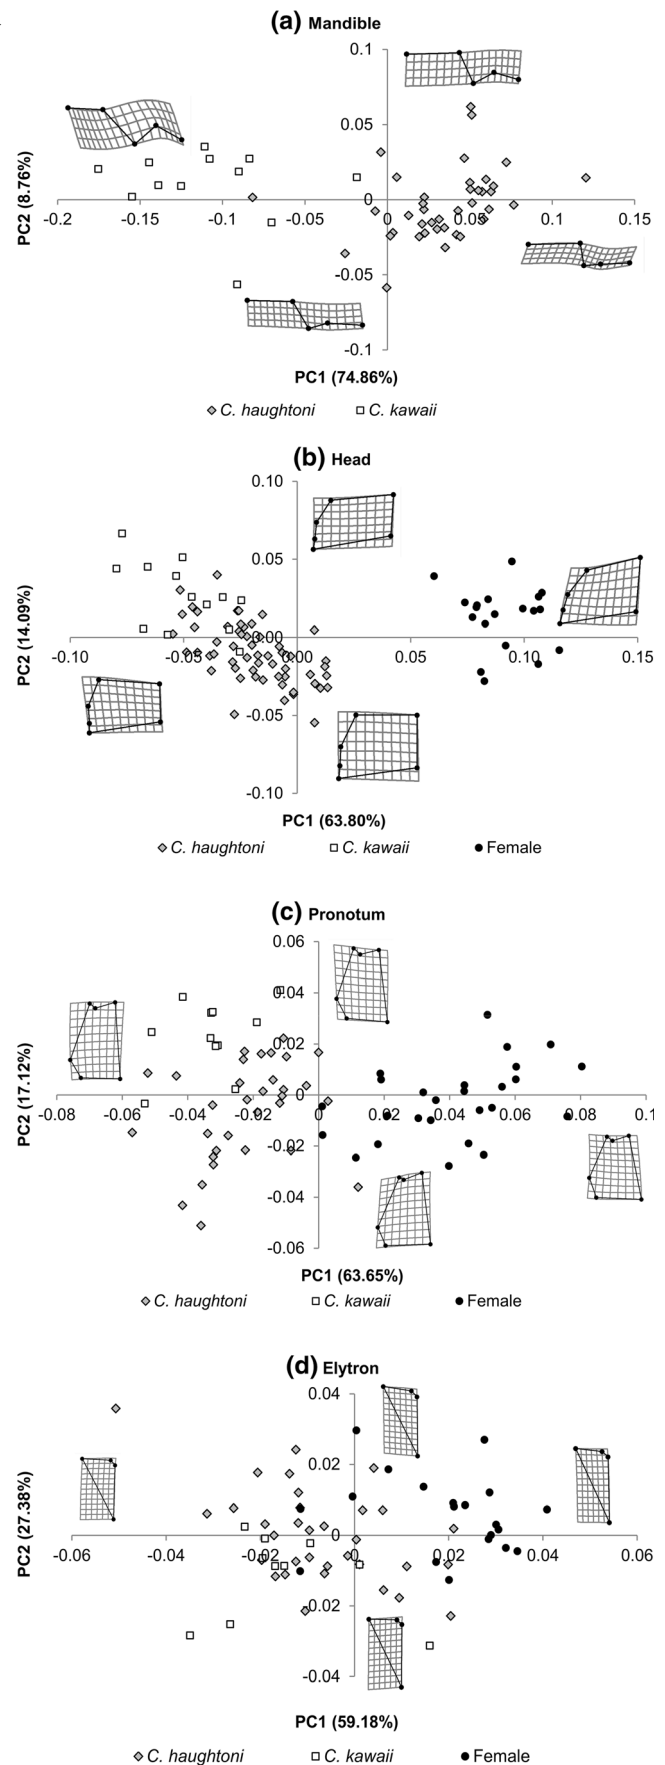 (a) Mandible
0.1
0.05
0
-0.2
-0.15
-0.1
-0.05
0
0.05
0.1
0.15
-0.05
-0.1
PC2 (8.76%)
PC1 (74.86%)
C. haughtoni
C. kawaii
(b) Head
0.10
0.05
0.00
-0.10
-0.05
0.00
0.05
0.10
0.15
-0.05
-0.10
PC2 (14.09%)
PC1 (63.80%)
C. haughtoni
C. kawaii
Female
(c) Pronotum
0.06
0.04
0.02
0
-0.08
-0.06
-0.04
-0.02
0
0.02
0.04
0.06
0.08
0.1
-0.02
-0.04
-0.06
PC2 (17.12%)
PC1 (63.65%)
C. haughtoni
C. kawaii
Female
(d) Elytron
0.04
0.02
0
-0.06
-0.04
-0.02
0
0.02
0.04
0.06
-0.02
-0.04
PC2 (27.38%)
PC1 (59.18%)
C. haughtoni
C. kawaii
Female